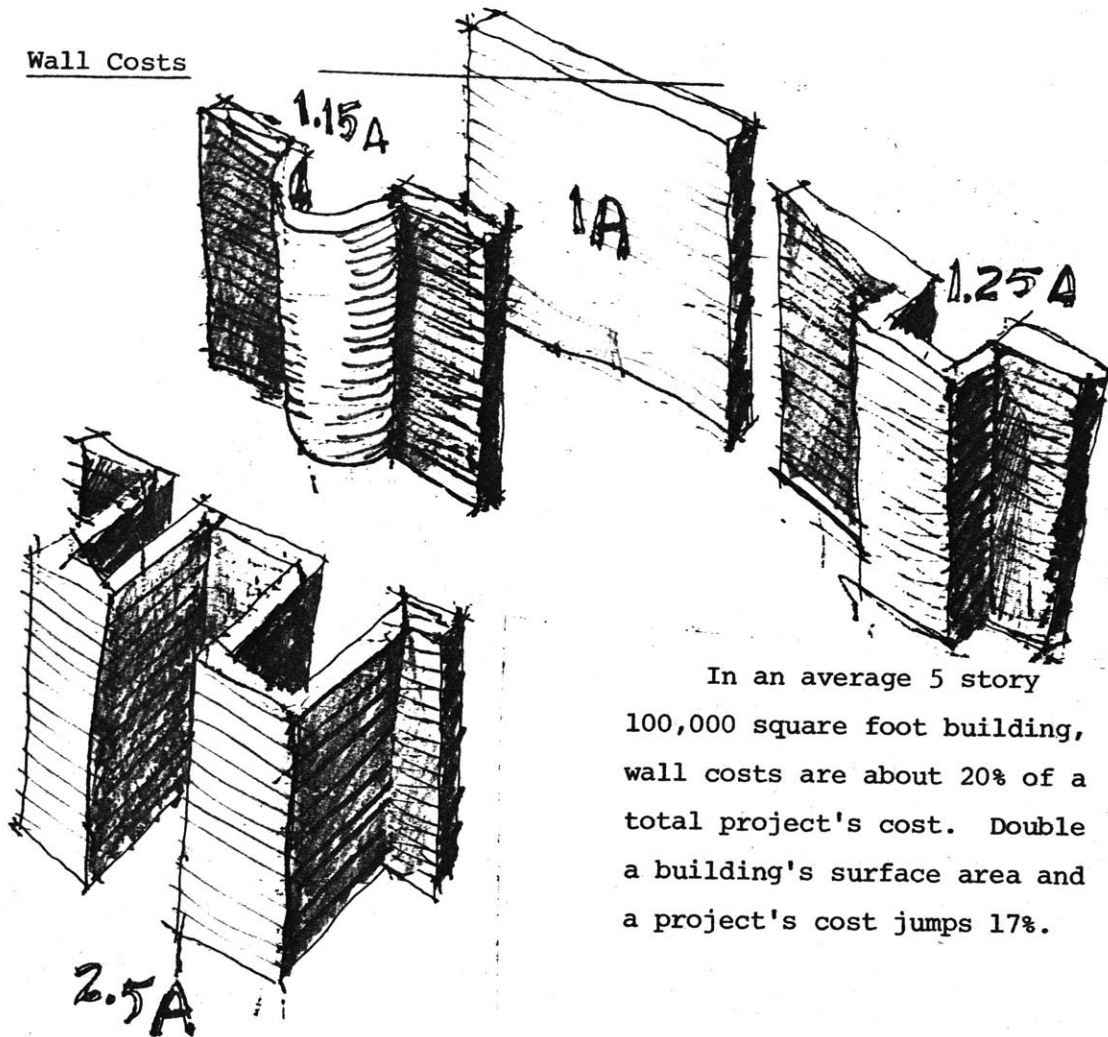 Wall Costs
1.15A
1A
1.25A
2.5A
In an average 5 story
100,000 square foot building,
wall costs are about 20% of a
total project's cost. Double
a building's surface area and
a project's cost jumps 17%.